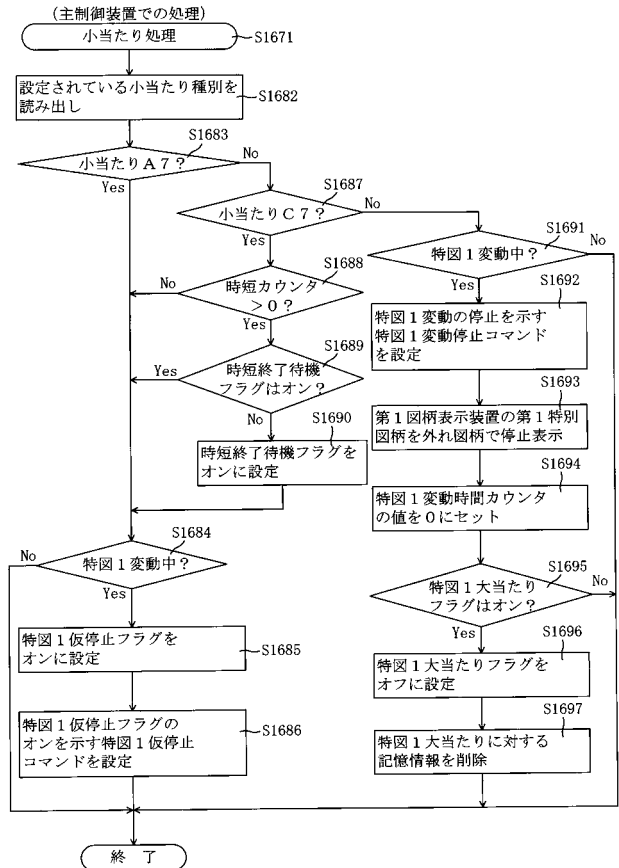 (主制御装置での処理)
小当たり処理
S1671
設定されている小当たり種別を
読み出し
S1682
S1683
小当たりA7?
No
Yes
S1687
小当たりC7?
No
Yes
S1691
特図1変動中?
No
Yes
S1688
時短カウンタ
>0?
No
Yes
S1692
特図1変動の停止を示す
特図1変動停止コマンド
を設定
S1689
時短終了待機
フラグはオン?
Yes
No
S1693
第1図柄表示装置の第1特別
図柄を外れ図柄で停止表示
S1690
時短終了待機フラグを
オンに設定
S1694
特図1変動時間カウンタ
の値を0にセット
S1684
特図1変動中?
No
Yes
S1695
特図1大当たり
フラグはオン?
No
Yes
特図1仮停止フラグを
オンに設定
S1685
S1696
特図1大当たりフラグを
オフに設定
特図1仮停止フラグの
オンを示す特図1仮停止
コマンドを設定
S1686
S1697
特図1大当たりに対する
記憶情報を削除
終 了